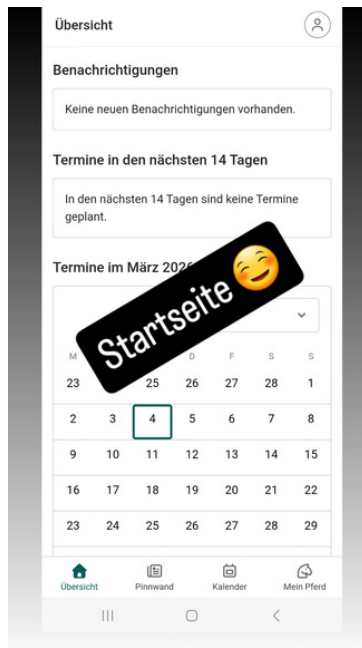 Übersicht
Benachrichtigungen
Keine neuen Benachrichtigungen vorhanden.
Termine in den nächsten 14 Tagen
In den nächsten 14 Tagen sind keine Termine
geplant.
Termine im März 202
Startseite
M D F S S
23 25 26 27 28 1
2 3 4 5 6 7 8
9 10 11 12 13 14 15
16 17 18 19 20 21 22
23 24 25 26 27 28 29
Übersicht Pinnwand Kalender Mein Pferd